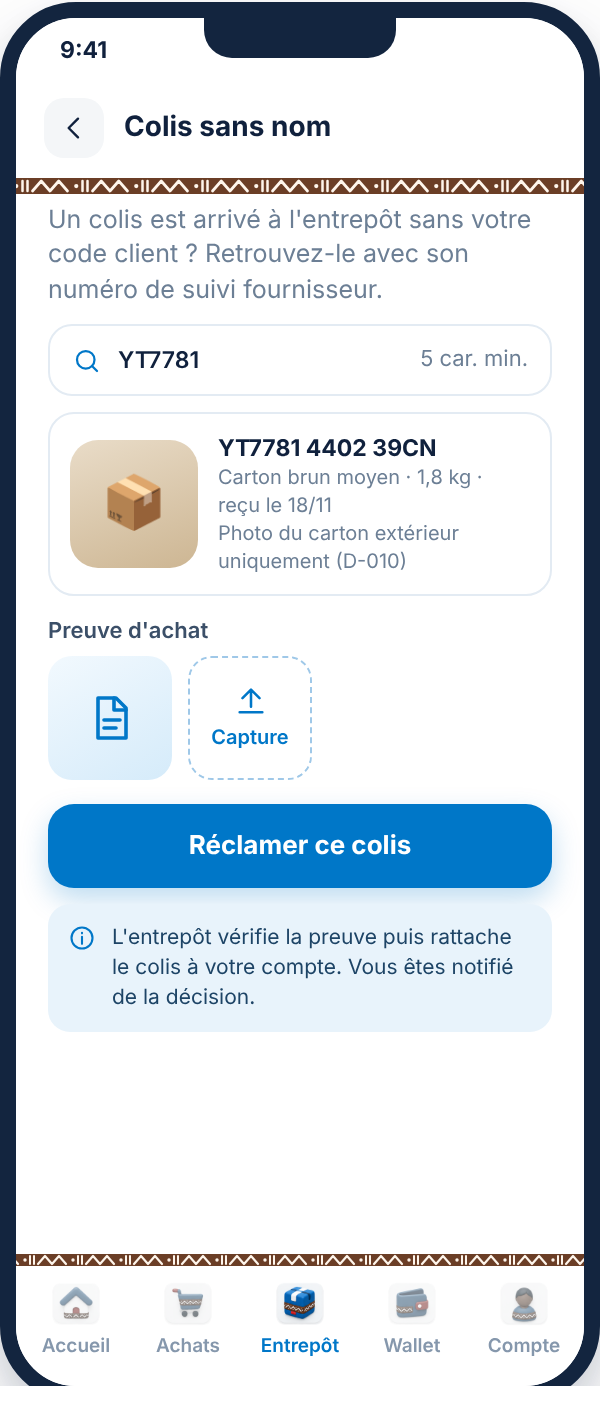 9:41
Colis sans nom
Un colis est arrivé à l'entrepôt sans votre
code client ? Retrouvez-le avec son
numéro de suivi fournisseur.
YT7781
5 car. min.
YT7781 4402 39CN
Carton brun moyen · 1,8 kg ·
reçu le 18/11
Photo du carton extérieur
uniquement (D-010)
Preuve d'achat
Capture
Réclamer ce colis
L'entrepôt vérifie la preuve puis rattache
le colis à votre compte. Vous êtes notifié
de la décision.
Accueil
Achats
Entrepôt
Wallet
Compte